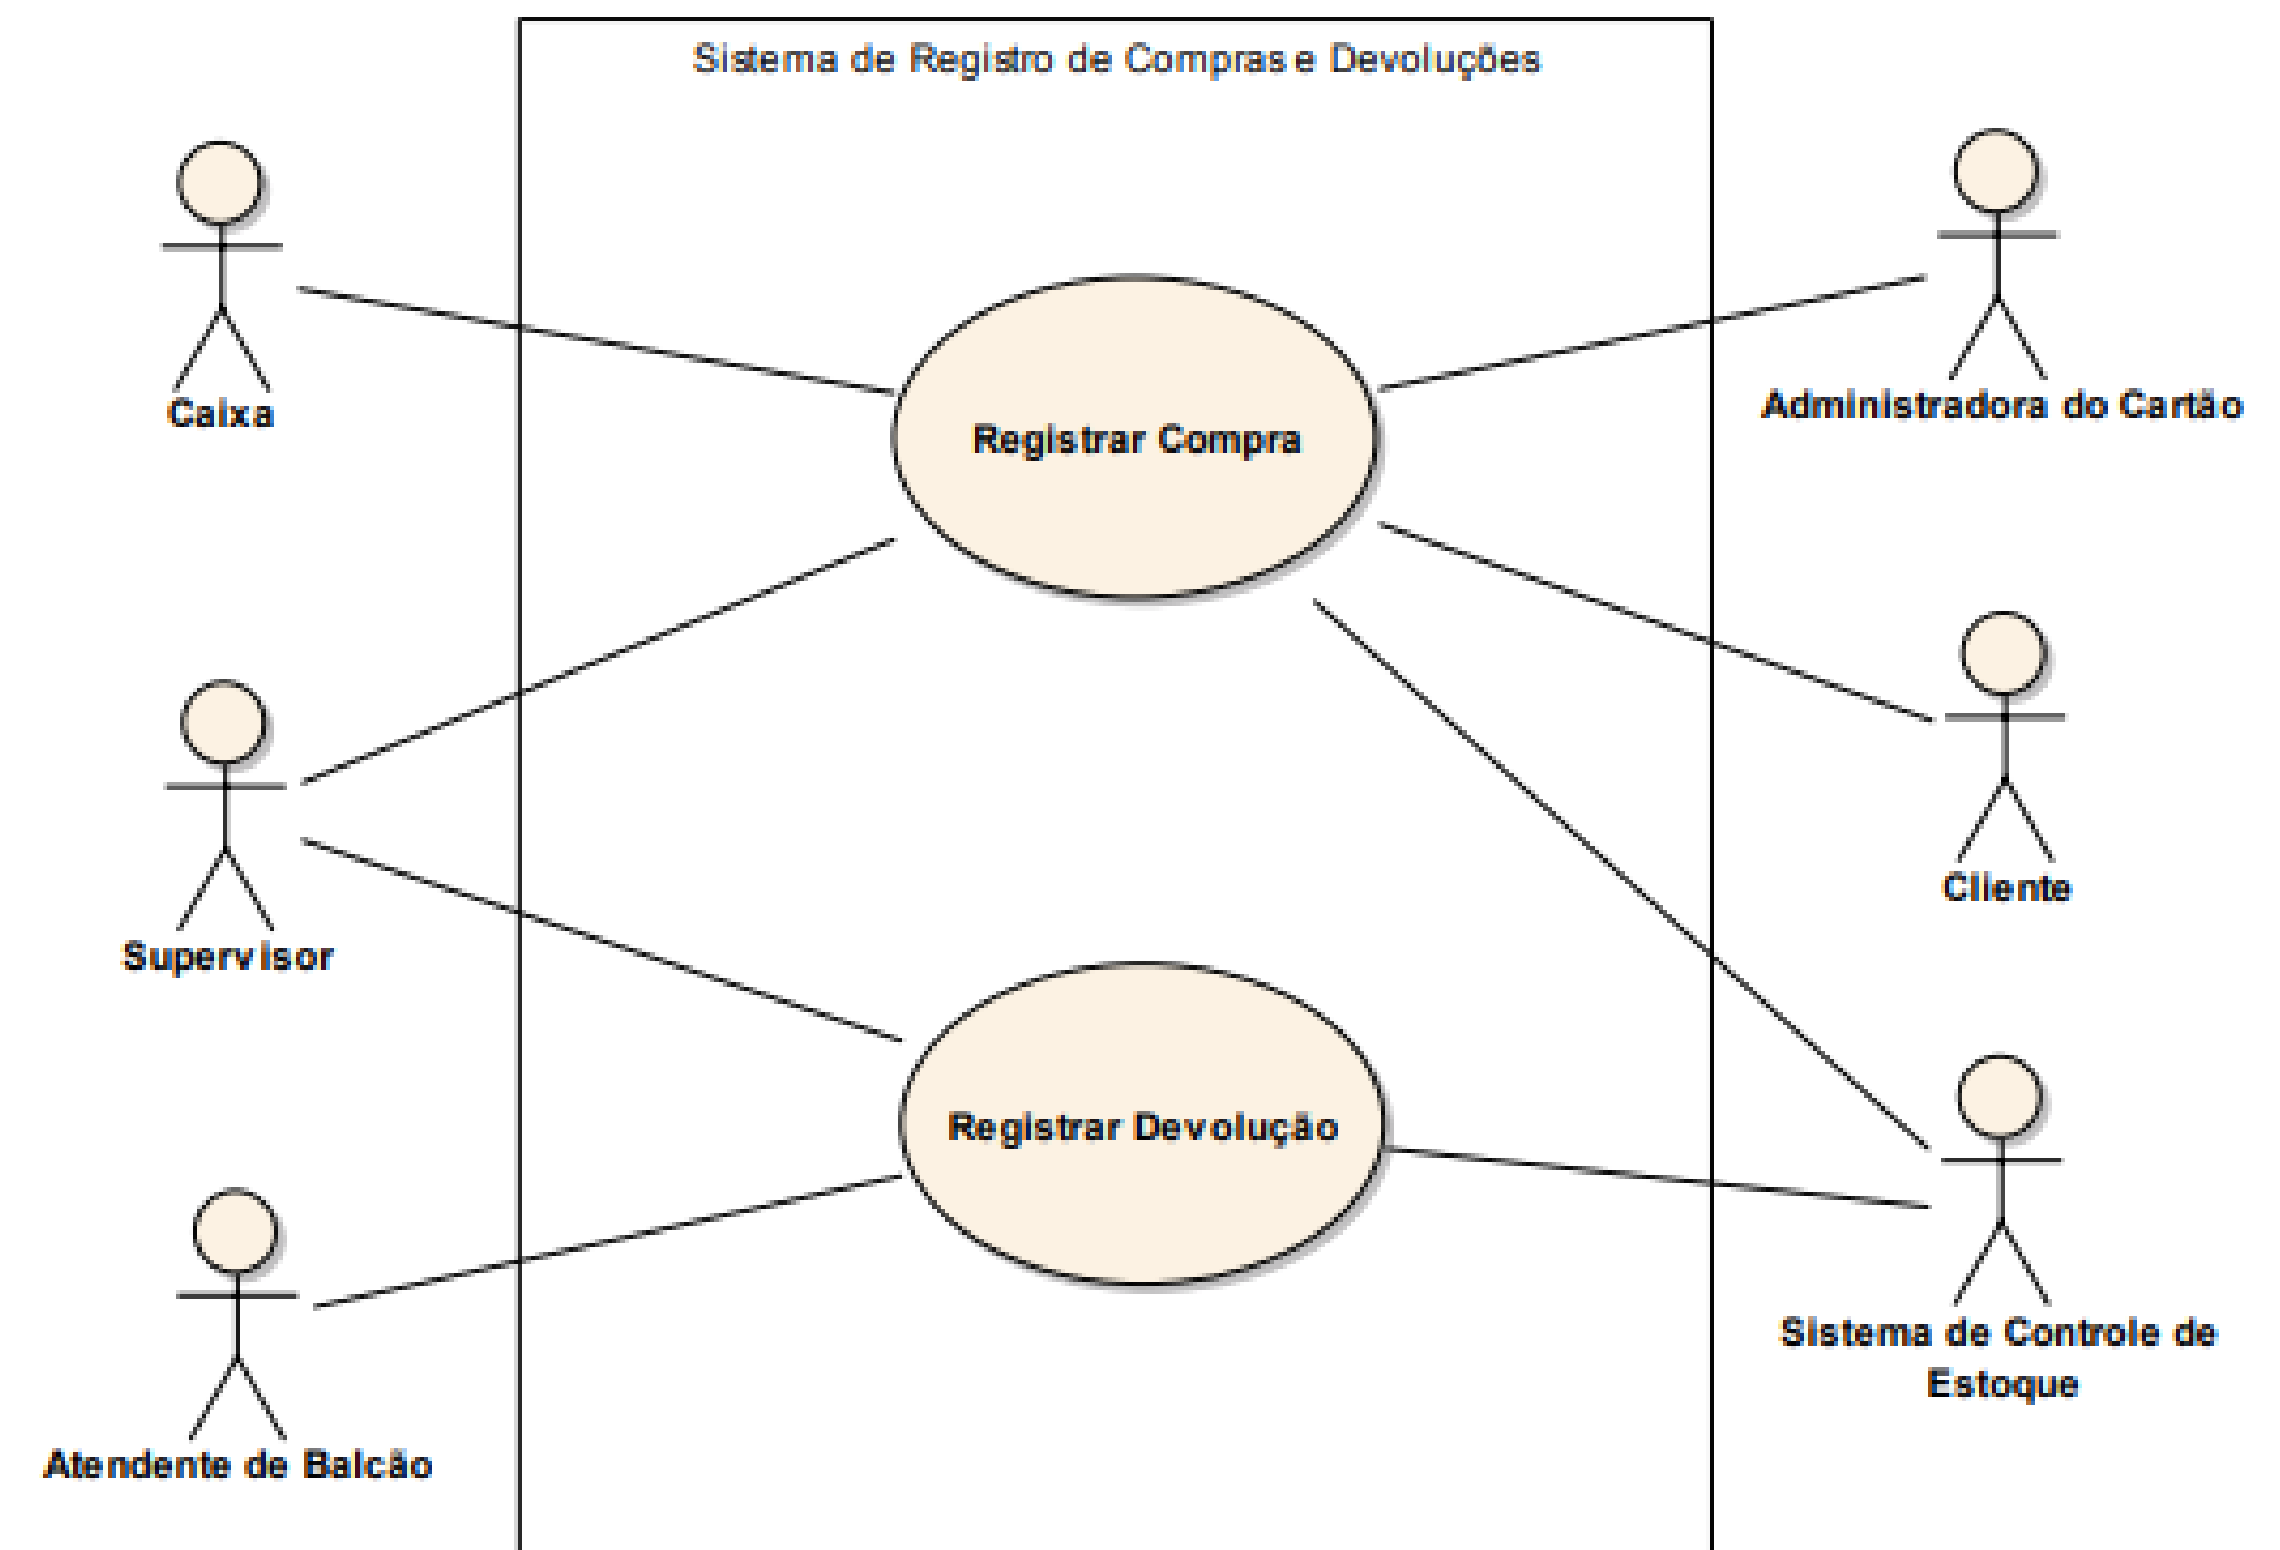 Sistema de Registro de Compras e Devoluções
Caixa
Administradora do Cartão
Registrar Compra
Cliente
Supervisor
Registrar Devolução
Sistema de Controle de
Estoque
Atendente de Balcão